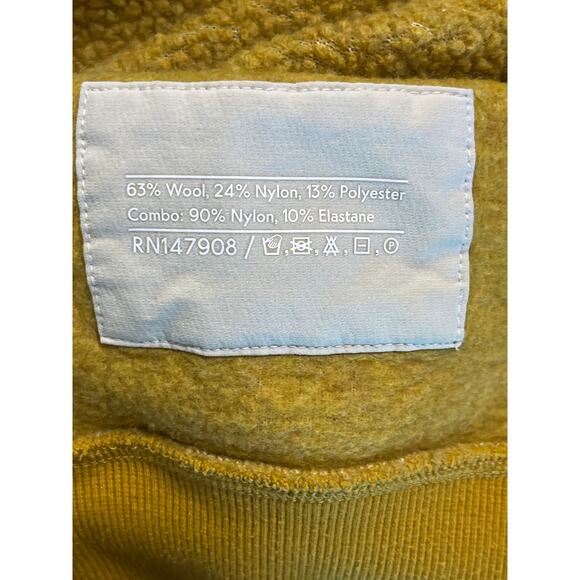 63% Wool, 24% Nylon, 13% Polyester
Combo: 90% Nylon, 10% Elastane
RN147908 / P